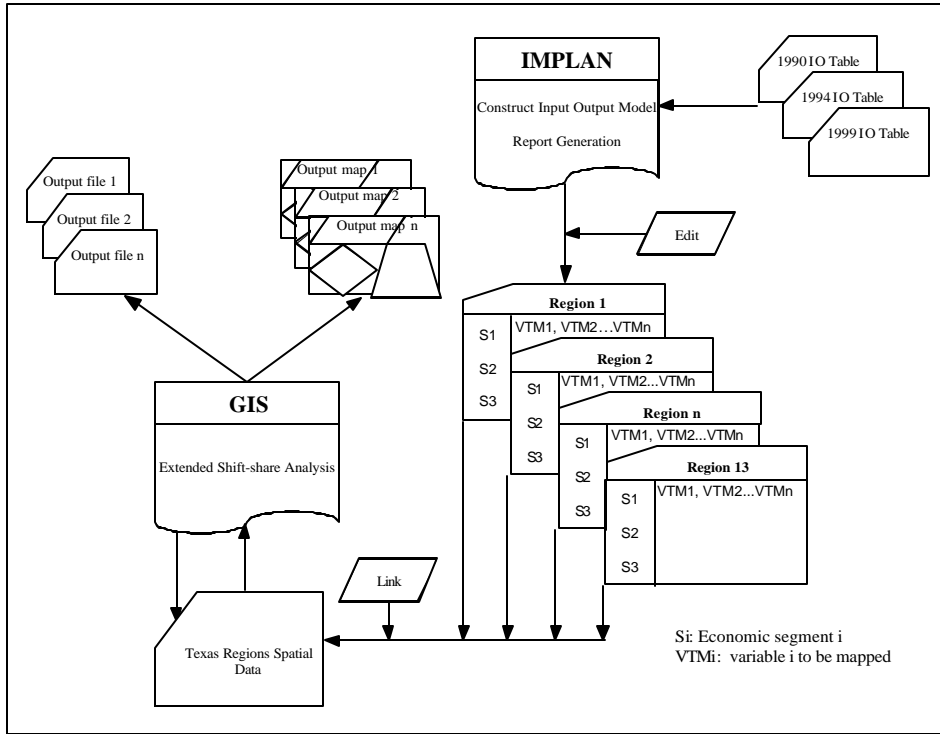 IMPLAN
Construct Input Output Model
Report Generation
1990 IO Table
1994 IO Table
1999 IO Table
Output file 1
Output file 2
Output file n
Output map 1
Output map 2
Output map n
Edit
Region 1
S1
S2
S3
VTM1, VTM2...VTMn
Region 2
S1
S2
S3
VTM1, VTM2...VTMn
Region n
S1
S2
S3
VTM1, VTM2...VTMn
Region 13
S1
S2
S3
VTM1, VTM2...VTMn
GIS
Extended Shift-share Analysis
Link
Texas Regions Spatial
Data
Si: Economic segment i
VTMi: variable i to be mapped